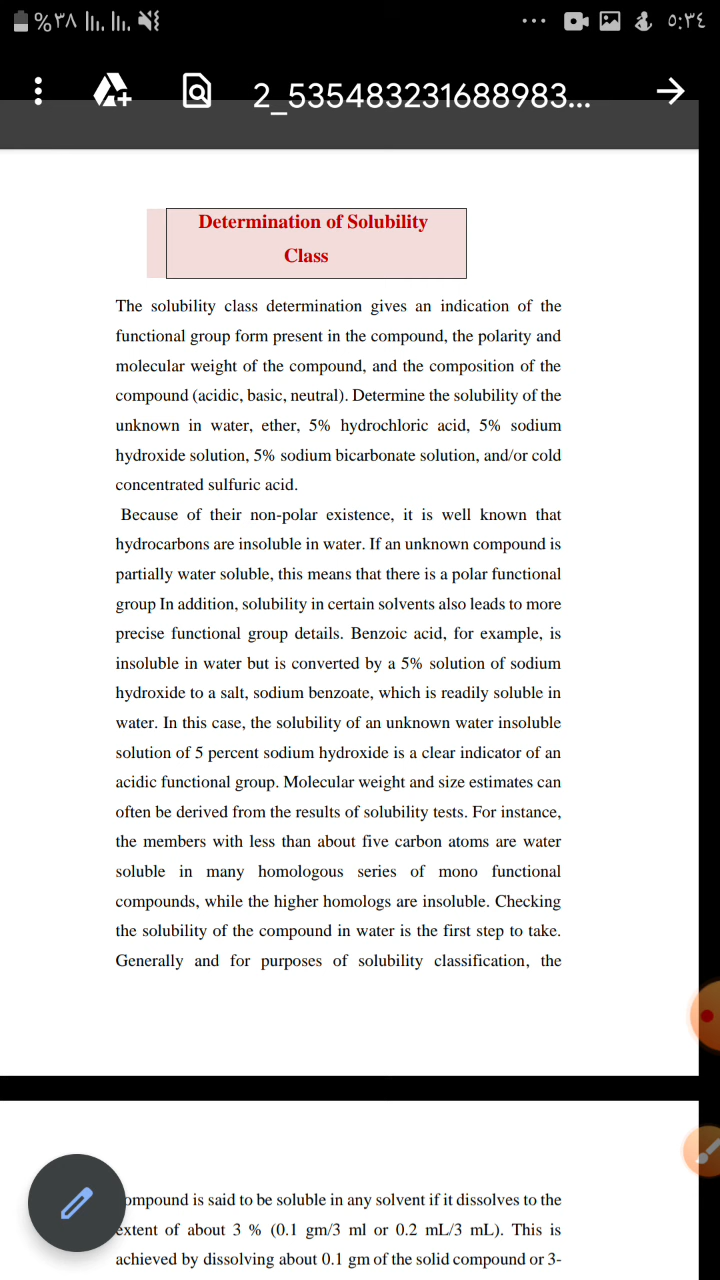 %٣٨ ٥:٣٤
2_535483231688983...
Determination of Solubility
Class
The solubility class determination gives an indication of the
functional group form present in the compound, the polarity and
molecular weight of the compound, and the composition of the
compound (acidic, basic, neutral). Determine the solubility of the
unknown in water, ether, 5% hydrochloric acid, 5% sodium
hydroxide solution, 5% sodium bicarbonate solution, and/or cold
concentrated sulfuric acid.
Because of their non-polar existence, it is well known that
hydrocarbons are insoluble in water. If an unknown compound is
partially water soluble, this means that there is a polar functional
group In addition, solubility in certain solvents also leads to more
precise functional group details. Benzoic acid, for example, is
insoluble in water but is converted by a 5% solution of sodium
hydroxide to a salt, sodium benzoate, which is readily soluble in
water. In this case, the solubility of an unknown water insoluble
solution of 5 percent sodium hydroxide is a clear indicator of an
acidic functional group. Molecular weight and size estimates can
often be derived from the results of solubility tests. For instance,
the members with less than about five carbon atoms are water
soluble in many homologous series of mono functional
compounds, while the higher homologs are insoluble. Checking
the solubility of the compound in water is the first step to take.
Generally and for purposes of solubility classification, the
ompound is said to be soluble in any solvent if it dissolves to the
extent of about 3 % (0.1 gm/3 ml or 0.2 mL/3 mL). This is
achieved by dissolving about 0.1 gm of the solid compound or 3-